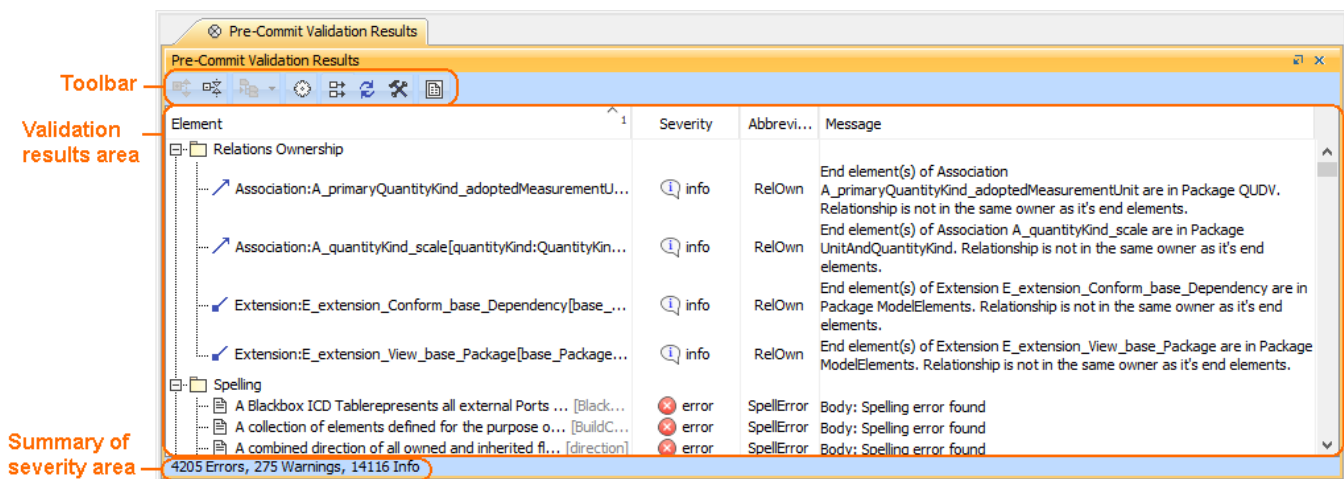 Pre-Commit Validation Results
Pre-Commit Validation Results
Toolbar
Validation
results area
Element 1 Severity Abbrevi... Message
Relations Ownership
Association:A_primaryQuantityKind_adoptedMeasurementU... info RelOwn
End element(s) of Association
A_primaryQuantityKind_adoptedMeasurementUnit are in Package QUDV.
Relationship is not in the same owner as it's end elements.
Association:A_quantityKind_scale[quantityKind:QuantityKin... info RelOwn
End element(s) of Association A_quantityKind_scale are in Package
UnitAndQuantityKind. Relationship is not in the same owner as it's end
elements.
Extension:E_extension_Conform_base_Dependency[base_... info RelOwn
End element(s) of Extension E_extension_Conform_base_Dependency are in
Package ModelElements. Relationship is not in the same owner as it's end
elements.
Extension:E_extension_View_base_Package[base_Package... info RelOwn
End element(s) of Extension E_extension_View_base_Package are in Package
ModelElements. Relationship is not in the same owner as it's end elements.
Spelling
A Blackbox ICD Tablerepresents all external Ports ... [Black... error SpellError Body: Spelling error found
A collection of elements defined for the purpose o... [BuildC... error SpellError Body: Spelling error found
A combined direction of all owned and inherited fl... [direction] error SpellError Body: Spelling error found
Summary of
severity area
4205 Errors, 275 Warnings, 14116 Info